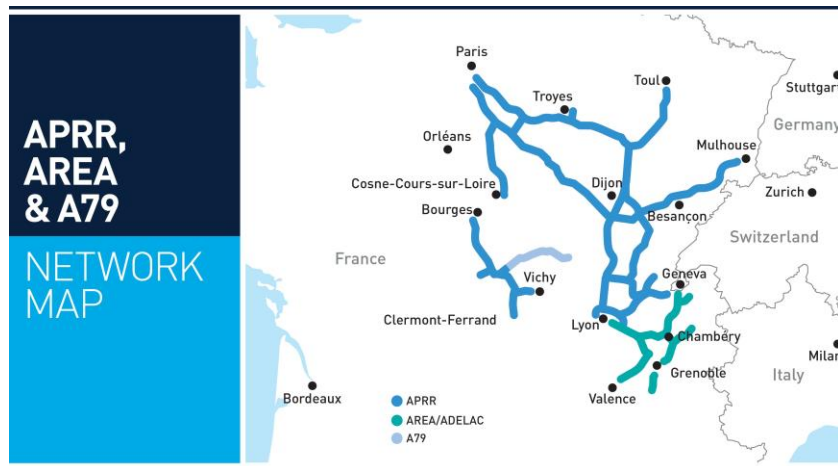 APRR,
AREA
& A79
NETWORK
MAP
Paris
Troyes
Toul
Stuttgart
Germany
Orléans
Mulhouse
Cosne-Cours-sur-Loire
Dijon
Zurich
Bourges
Besançon
Switzerland
France
Geneva
Vichy
Clermont-Ferrand
Lyon
Chambéry
Milan
Grenoble
Italy
Bordeaux
Valence
APRR
AREA/ADELAC
A79